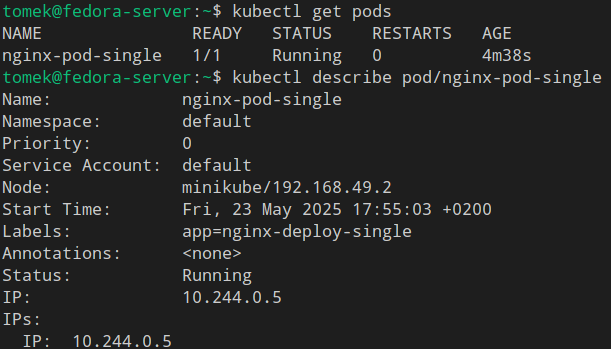 tomek@fedora-server:~$ kubectl get pods
NAME READY STATUS RESTARTS AGE
nginx-pod-single 1/1 Running 0 4m38s
tomek@fedora-server:~$ kubectl describe pod/nginx-pod-single
Name: nginx-pod-single
Namespace: default
Priority: 0
Service Account: default
Node: minikube/192.168.49.2
Start Time: Fri, 23 May 2025 17:55:03 +0200
Labels: app=nginx-deploy-single
Annotations: <none>
Status: Running
IP: 10.244.0.5
IPs:
IP: 10.244.0.5